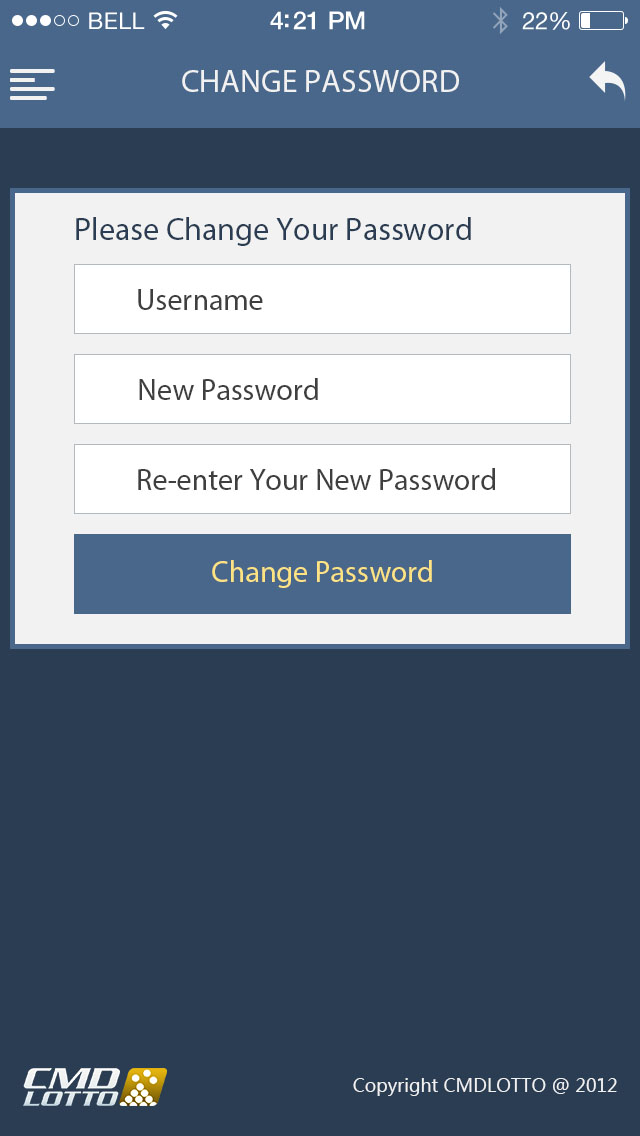 BELL 4:21 PM 22%
CHANGE PASSWORD
Please Change Your Password
Username
New Password
Re-enter Your New Password
Change Password
CMD
LOTTO
Copyright CMDLOTTO @ 2012